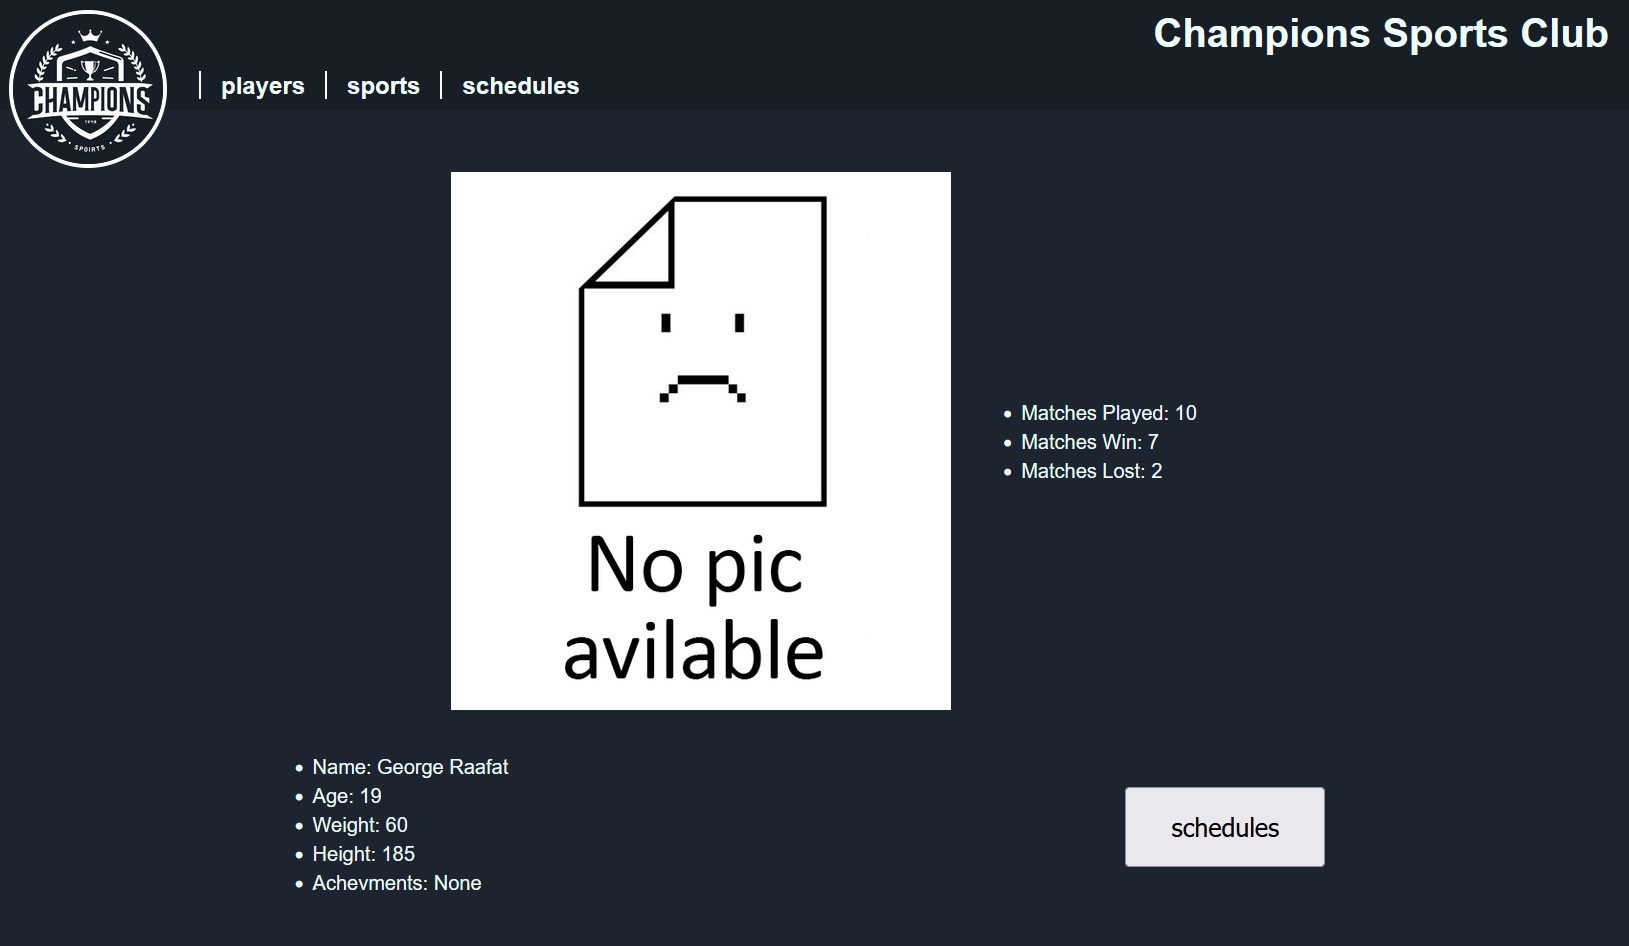 Champions Sports Club
CHAMPIONS
SPOIRTS
players
sports
schedules
No pic
avilable
Matches Played: 10
Matches Win: 7
Matches Lost: 2
Name: George Raafat
Age: 19
Weight: 60
Height: 185
Achevments: None
schedules